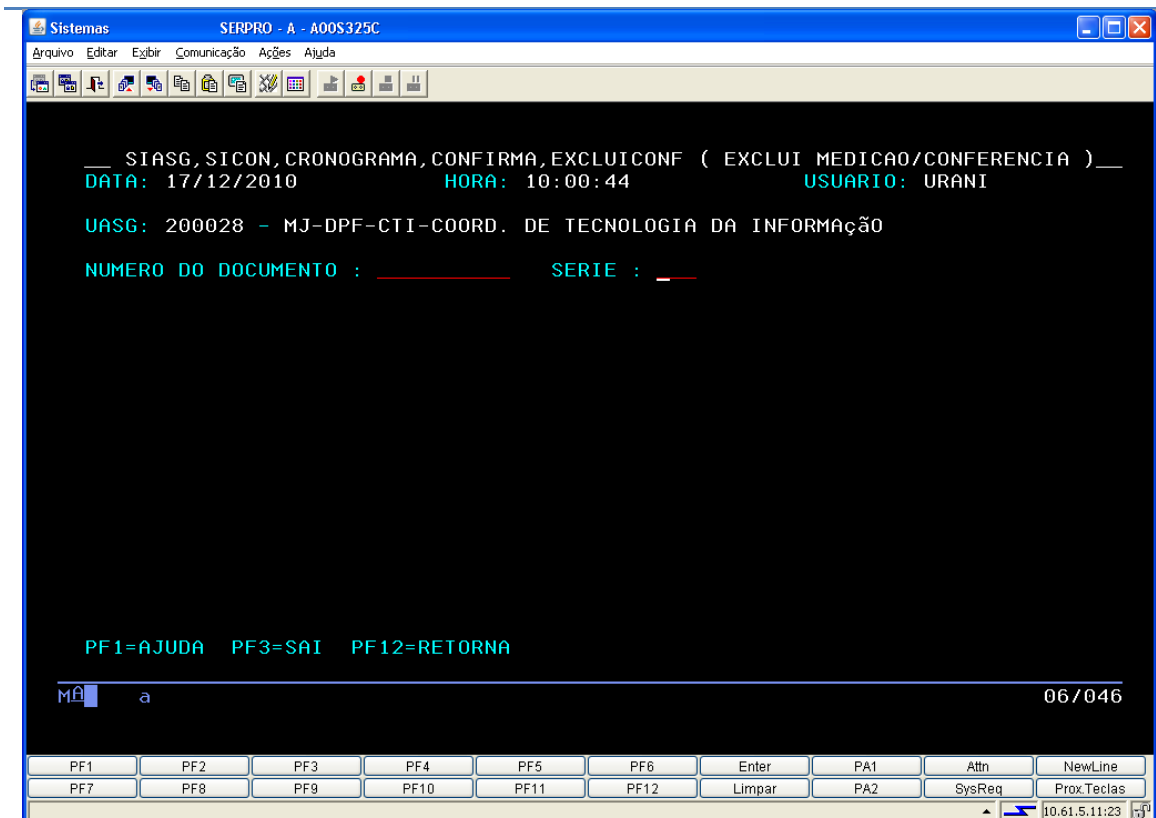 Sistemas SERPRO - A - A00S325C
Arquivo Editar Exibir Comunicação Ações Ajuda
__ SIASG,SICON,CRONOGRAMA,CONFIRMA,EXCLUICONF ( EXCLUI MEDICAO/CONFERENCIA )__
DATA: 17/12/2010 HORA: 10:00:44 USUARIO: URANI
UASG: 200028 - MJ-DPF-CTI-COORD. DE TECNOLOGIA DA INFORMAçãO
NUMERO DO DOCUMENTO : __________ SERIE : ___
PF1=AJUDA PF3=SAI PF12=RETORNA
MA a 06/046
PF1 PF2 PF3 PF4 PF5 PF6 Enter PA1 Attn NewLine
PF7 PF8 PF9 PF10 PF11 PF12 Limpar PA2 SysReq Prox.Teclas
10.61.5.11:23